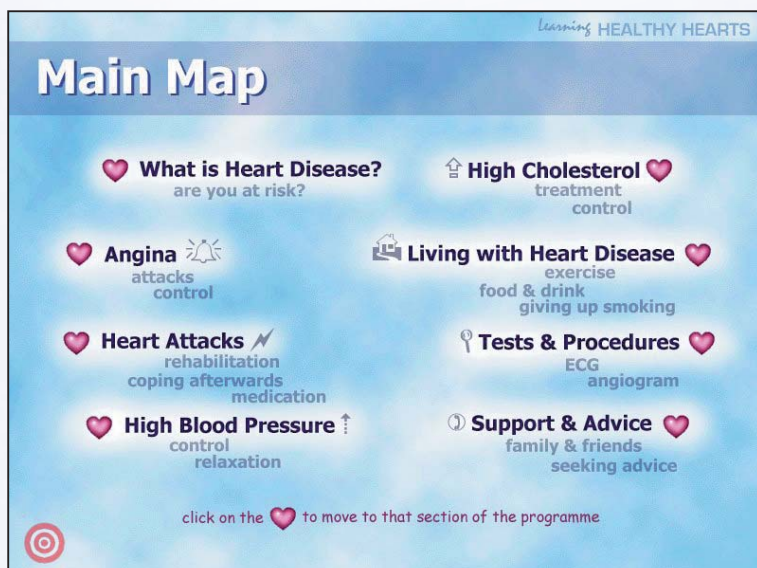 Learning HEALTHY HEARTS
Main Map
What is Heart Disease?
are you at risk?
High Cholesterol
treatment
control
Angina
attacks
control
Living with Heart Disease
exercise
food & drink
giving up smoking
Heart Attacks
rehabilitation
coping afterwards
medication
Tests & Procedures
ECG
angiogram
High Blood Pressure
control
relaxation
Support & Advice
family & friends
seeking advice
click on the to move to that section of the programme